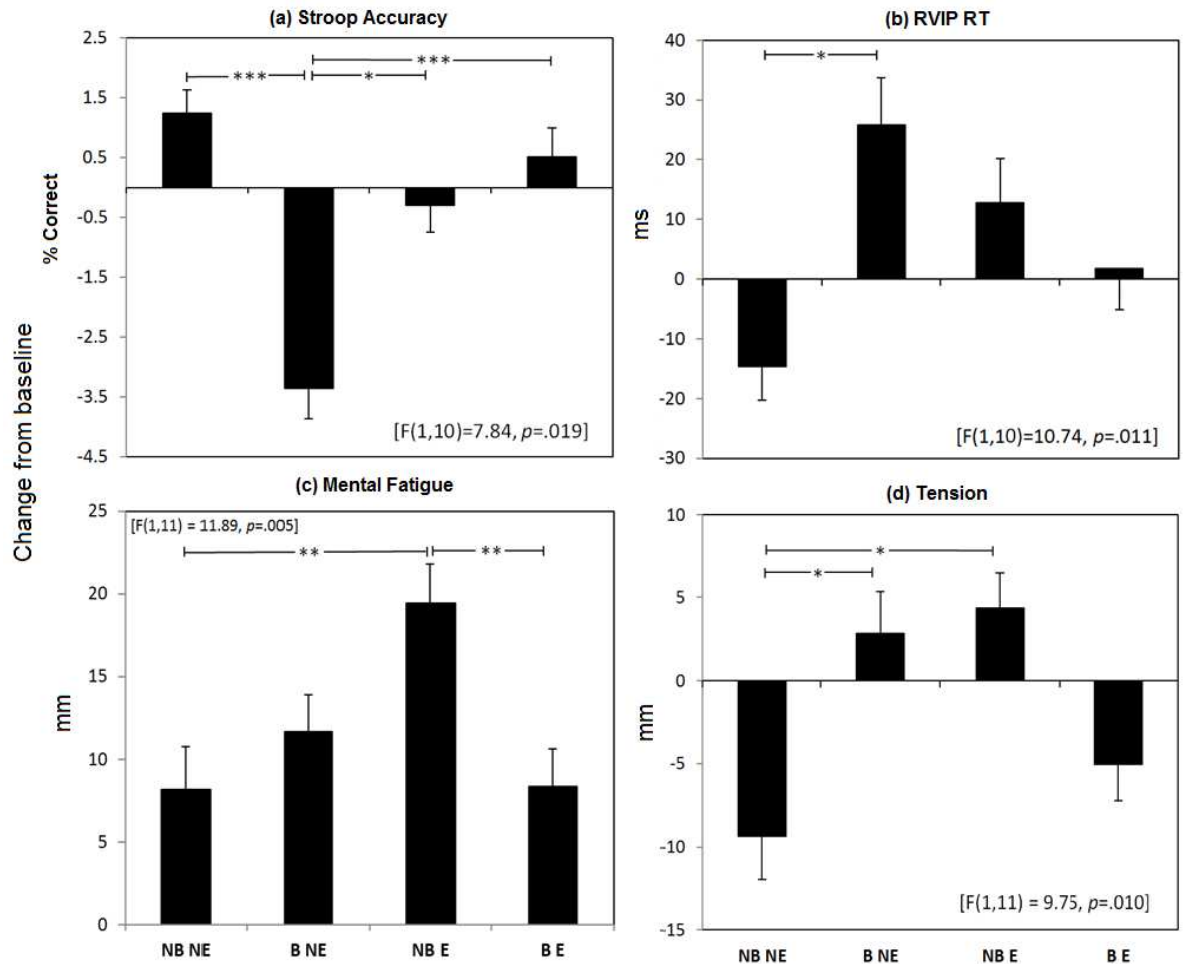 (a) Stroop Accuracy
2.5
1.5
0.5
-0.5
-1.5
-2.5
-3.5
-4.5
% Correct
***
*
***
[F(1,10)=7.84, p=.019]
(b) RVIP RT
40
30
20
10
0
-10
-20
-30
ms
*
[F(1,10)=10.74, p=.011]
Change from baseline
(c) Mental Fatigue
25
20
15
10
5
0
mm
[F(1,11) = 11.89, p=.005]
**
**
NB NE
B NE
NB E
B E
(d) Tension
10
5
0
-5
-10
-15
mm
*
*
[F(1,11) = 9.75, p=.010]
NB NE
B NE
NB E
B E